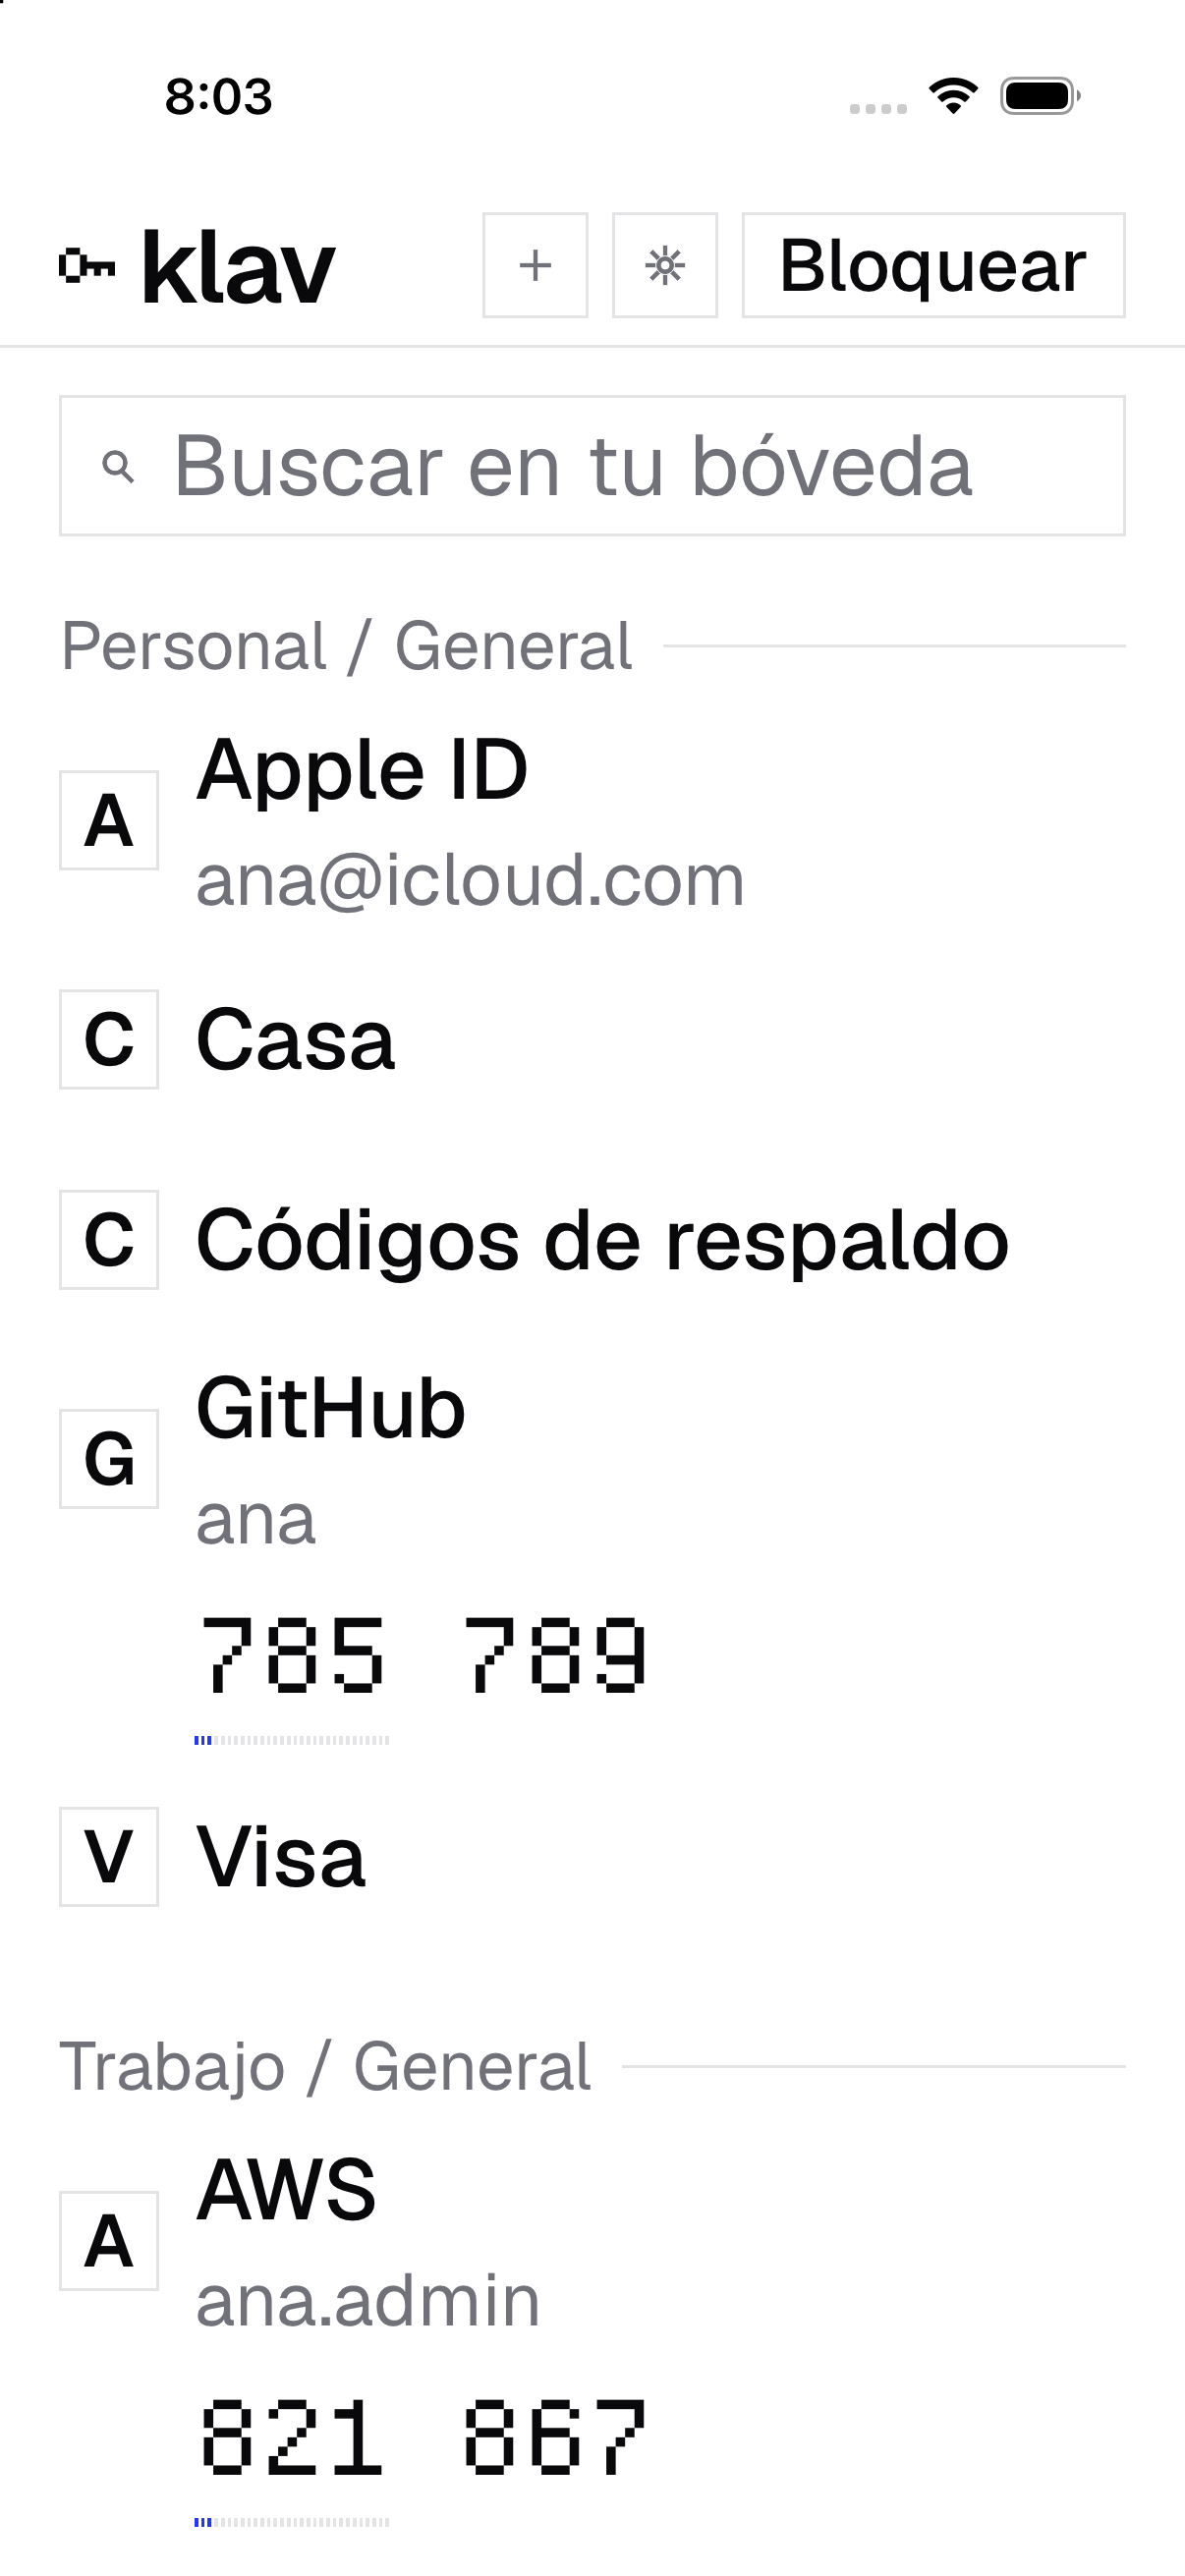 8:03
klav
+
Bloquear
Buscar en tu bóveda
Personal / General
A
Apple ID
ana@icloud.com
C
Casa
C
Códigos de respaldo
G
GitHub
ana
785 789
V
Visa
Trabajo / General
A
AWS
ana.admin
821 867